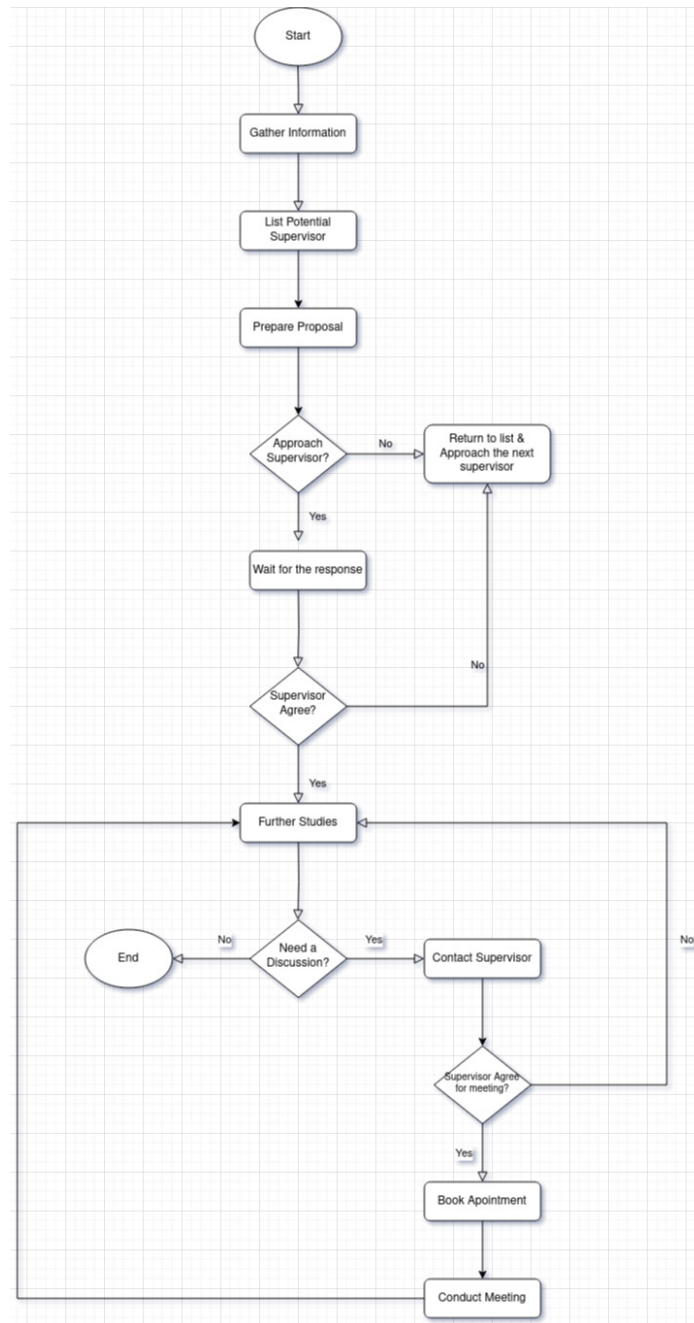 Start
Gather Information
List Potential
Supervisor
Prepare Proposal
Approach
Supervisor?
No
Return to list &
Approach the next
supervisor
Yes
Wait for the response
No
Supervisor
Agree?
Yes
Further Studies
No
Need a
Discussion?
Yes
End
Contact Supervisor
No
Supervisor Agree
for meeting?
Yes
Book Apointment
Conduct Meeting